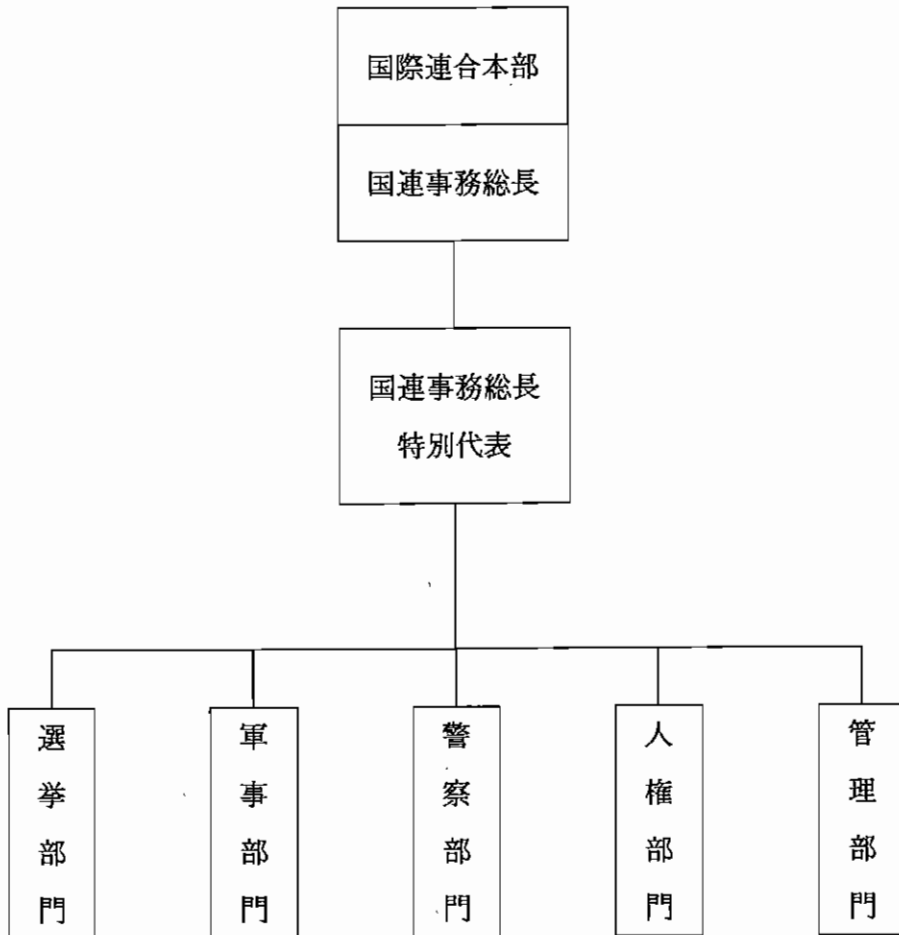 国際連合本部
国連事務総長
国連事務総長
特別代表
選挙部門
軍事部門
警察部門
人権部門
管理部門